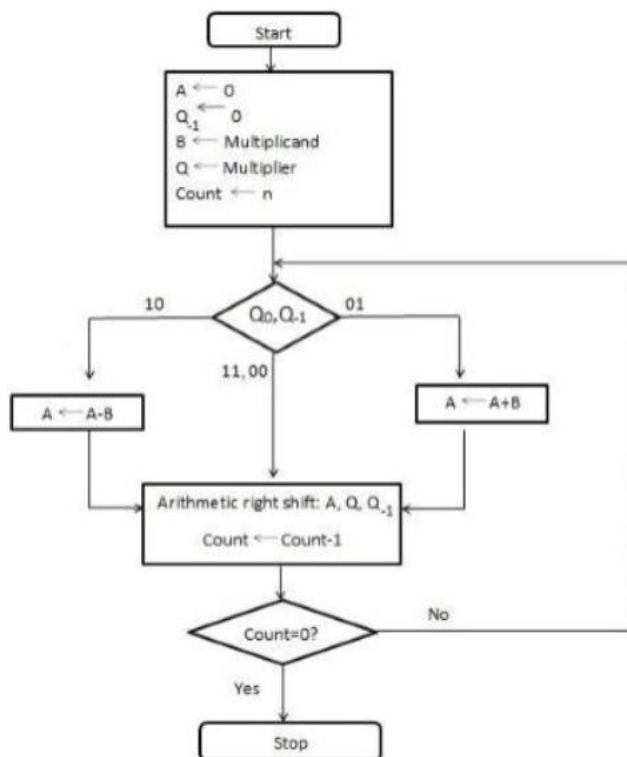 Start
A ← 0
Q-1 ← 0
B ← Multiplicand
Q ← Multiplier
Count ← n
10
Q0,Q-1
01
11,00
A ← A-B
A ← A+B
Arithmetic right shift: A, Q, Q-1
Count ← Count-1
Count=0?
No
Yes
Stop